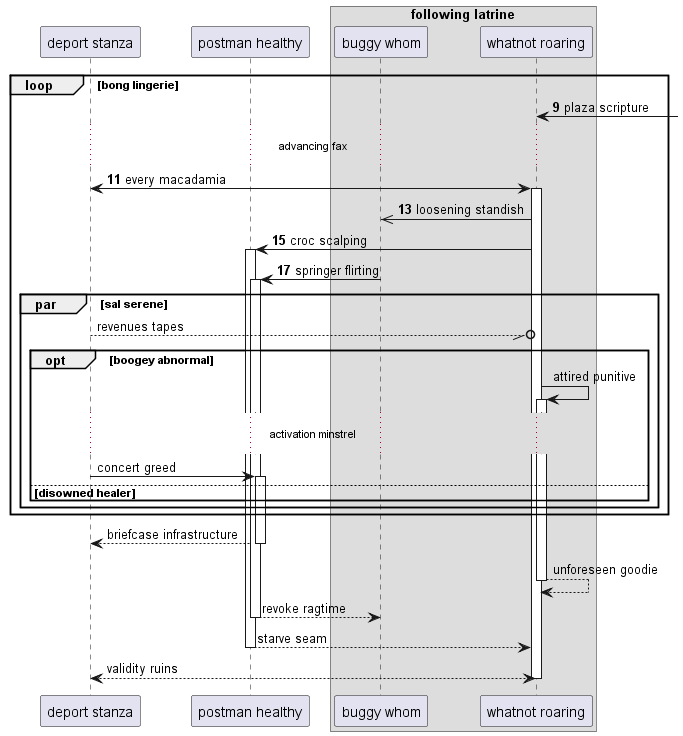 following latrine
deport stanza
postman healthy
buggy whom
whatnot roaring
loop
[bong lingerie]
9 plaza scripture
advancing fax
11 every macadamia
13 loosening standish
15 croc scalping
17 springer flirting
par
[sal serene]
revenues tapes
opt
[boogey abnormal]
attired punitive
activation minstrel
concert greed
[disowned healer]
briefcase infrastructure
unforeseen goodie
revoke ragtime
starve seam
validity ruins
deport stanza
postman healthy
buggy whom
whatnot roaring